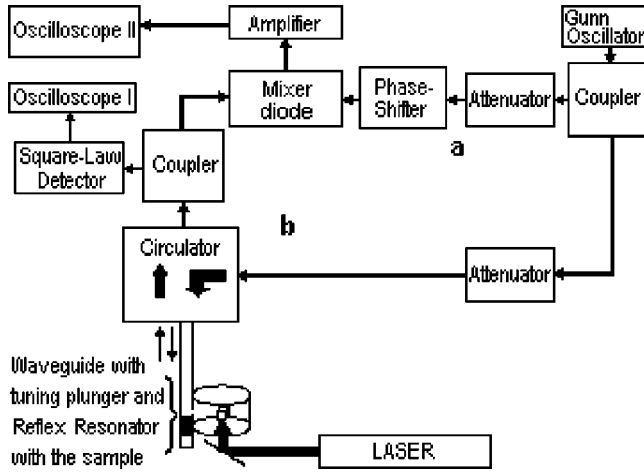 Oscilloscope II
Amplifier
Gunn
Oscillator
Oscilloscope I
Mixer
diode
Phase-
Shifter
Attenuator
Coupler
a
Square-Law
Detector
Coupler
b
Circulator
Attenuator
Waveguide with
tuning plunger and
Reflex Resonator
with the sample
LASER